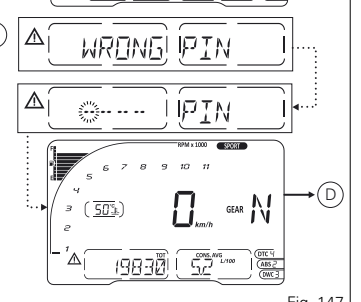 WRONG PIN
- - - - PIN
RPM x 1000 SPORT
6 7 8 9 10 11
5
4
3
2
1
50°F
0 km/h
GEAR N
D
TOT
19830
CONS. AVG
5.2 L/100
DTC 4
ABS 2
DWC 3
Fig. 147